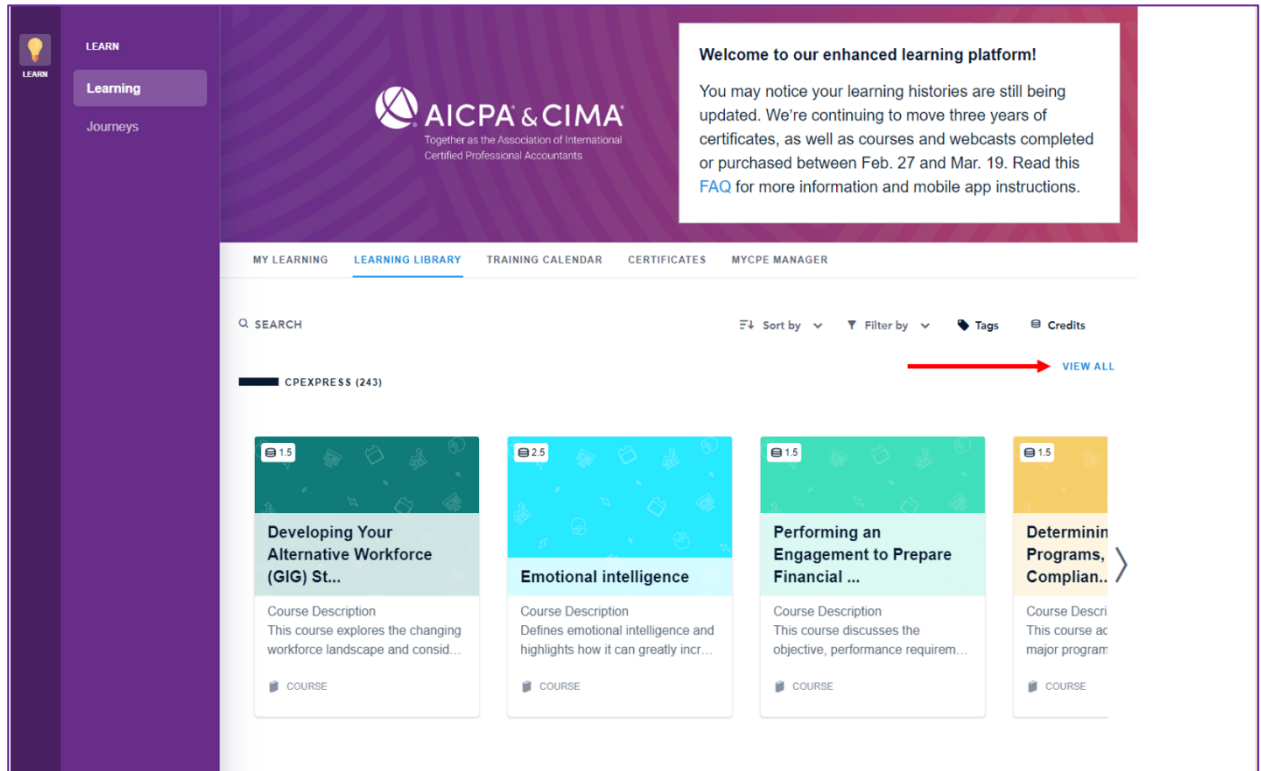 LEARN
LEARN
Learning
Journeys
AICPA® & CIMA®
Together as the Association of International
Certified Professional Accountants
Welcome to our enhanced learning platform!
You may notice your learning histories are still being
updated. We're continuing to move three years of
certificates, as well as courses and webcasts completed
or purchased between Feb. 27 and Mar. 19. Read this
FAQ for more information and mobile app instructions.
MY LEARNING LEARNING LIBRARY TRAINING CALENDAR CERTIFICATES MYCPE MANAGER
SEARCH Sort by Filter by Tags Credits
VIEW ALL
CPEXPRESS (243)
1.5
Developing Your
Alternative Workforce
(GIG) St...
Course Description
This course explores the changing
workforce landscape and consid...
COURSE
2.5
Emotional intelligence
Course Description
Defines emotional intelligence and
highlights how it can greatly incr...
COURSE
1.5
Performing an
Engagement to Prepare
Financial ...
Course Description
This course discusses the
objective, performance requirem...
COURSE
1.5
Determinin
Programs,
Complian...
Course Descri
This course ac
major program
COURSE